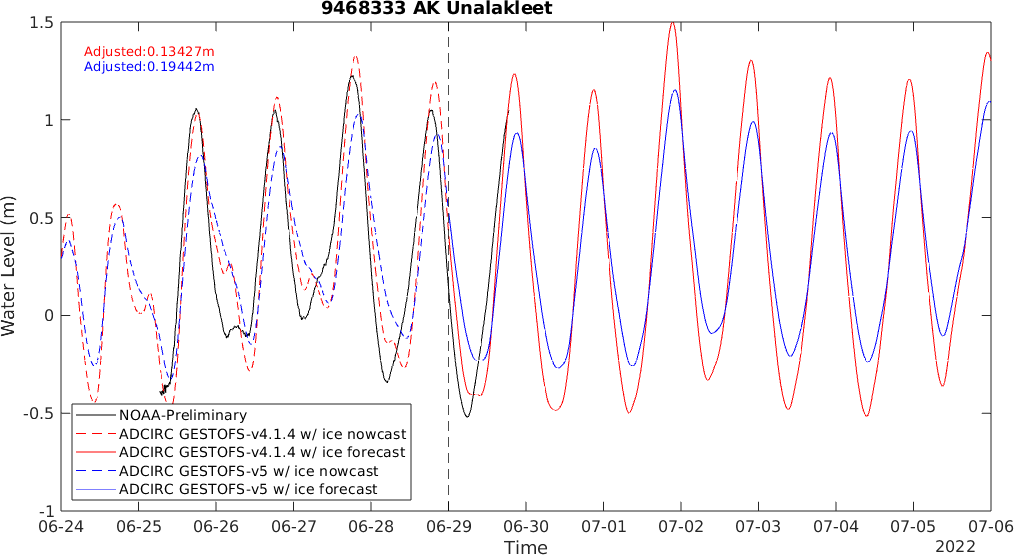 9468333 AK Unalakleet
Adjusted:0.13427m
Adjusted:0.19442m
Water Level (m)
1.5
1
0.5
0
-0.5
-1
NOAA-Preliminary
ADCIRC GESTOFS-v4.1.4 w/ ice nowcast
ADCIRC GESTOFS-v4.1.4 w/ ice forecast
ADCIRC GESTOFS-v5 w/ ice nowcast
ADCIRC GESTOFS-v5 w/ ice forecast
06-24 06-25 06-26 06-27 06-28 06-29 06-30 07-01 07-02 07-03 07-04 07-05 07-06
Time
2022